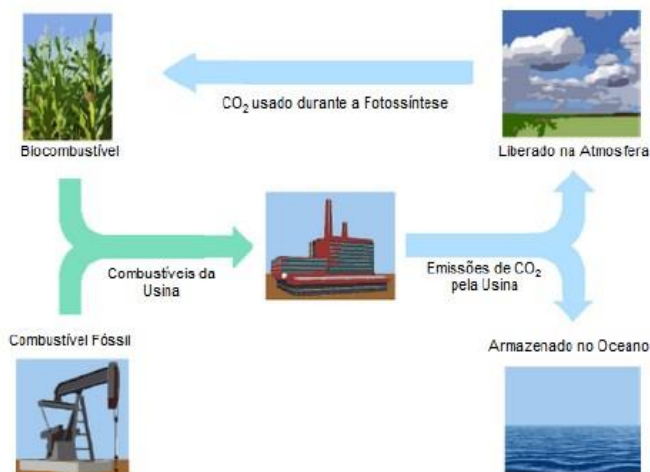 CO₂ usado durante a Fotossíntese
Biocombustível
Liberado na Atmosfera
Combustíveis da
Usina
Emissões de CO₂
pela Usina
Combustível Fóssil
Armazenado no Oceano